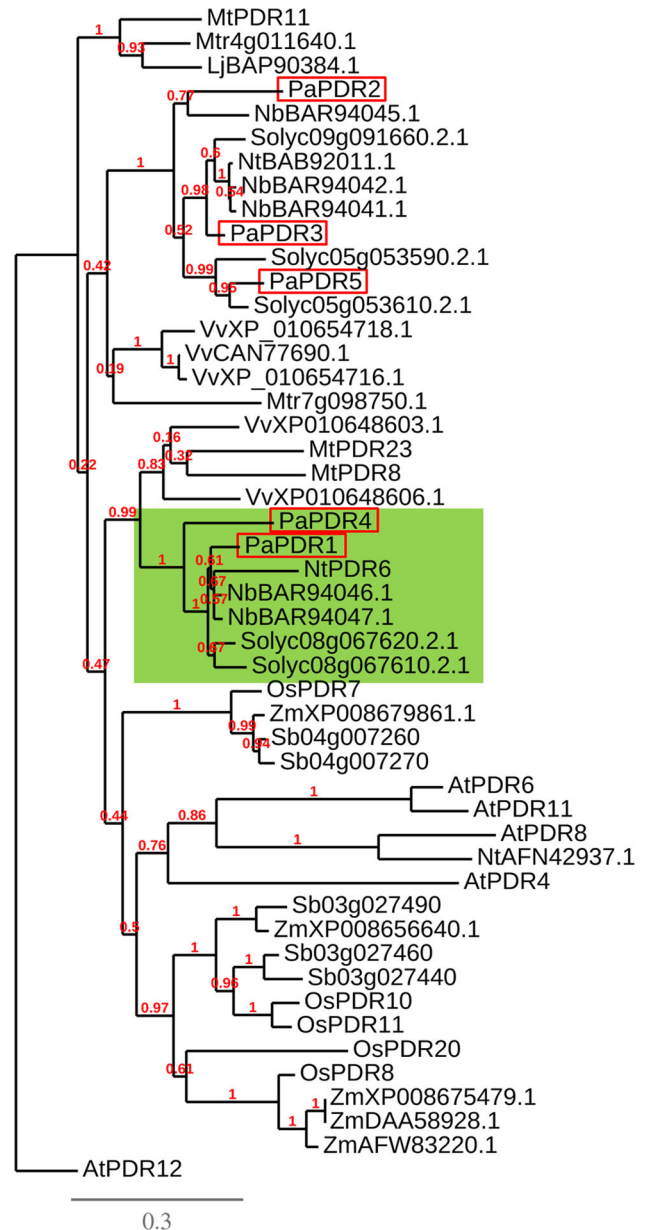 MtPDR11
1
Mtr4g011640.1
0.93
LjBAP90384.1
PaPDR2
0.77
NbBAR94045.1
Solyc09g091660.2.1
0.6
NtBAB92011.1
1
1
NbBAR94042.1
0.98
0.54
NbBAR94041.1
0.52
PaPDR3
Solyc05g053590.2.1
0.42
0.99
PaPDR5
0.95
Solyc05g053610.2.1
VvXP_010654718.1
1
VvCAN77690.1
1
0.19
VvXP_010654716.1
Mtr7g098750.1
VvXP010648603.1
0.16
MtPDR23
0.32
0.22
0.83
MtPDR8
VvXP010648606.1
0.99
PaPDR4
PaPDR1
1
0.61
NtPDR6
0.67
NbBAR94046.1
1
NbBAR94047.1
Solyc08g067620.2.1
0.67
0.47
Solyc08g067610.2.1
OsPDR7
1
ZmXP008679861.1
0.99
Sb04g007260
0.94
Sb04g007270
AtPDR6
1
AtPDR11
0.44
0.86
AtPDR8
1
0.76
NtAFN42937.1
AtPDR4
Sb03g027490
1
ZmXP008656640.1
0.5
1
Sb03g027460
1
Sb03g027440
0.96
OsPDR10
0.97
1
OsPDR11
OsPDR20
0.61
OsPDR8
1
ZmXP008675479.1
1
ZmDAA58928.1
1
ZmAFW83220.1
AtPDR12
0.3